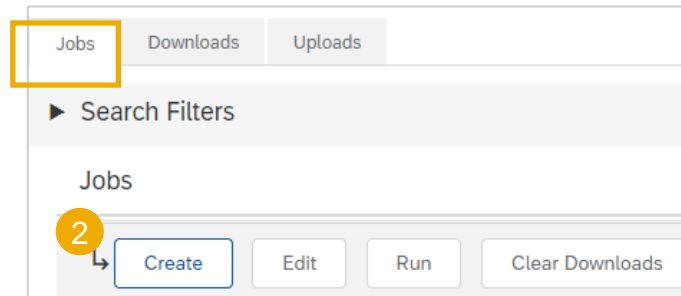 Jobs Downloads Uploads
Search Filters
Jobs
2
Create Edit Run Clear Downloads